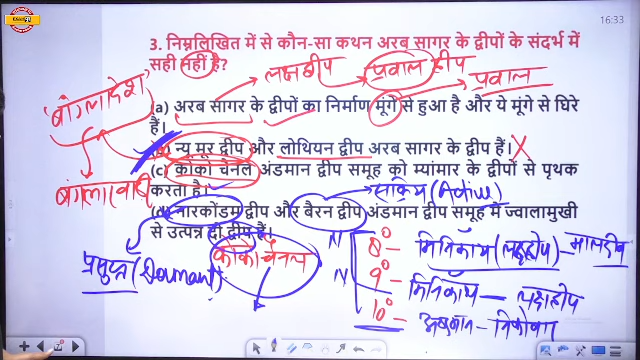 16:33
3. निम्नलिखित में से कौन-सा कथन अरब सागर के द्वीपों के संदर्भ में
सही नहीं है?
लक्षद्वीप → प्रवाल द्वीप
प्रवाल
'बांग्लादेश'
(a) अरब सागर के द्वीपों का निर्माण मूंगे से हुआ है और ये मूंगे से घिरे
हैं।
न्यू मूर द्वीप और लोथियन द्वीप अरब सागर के द्वीप हैं।
(c) कोको चैनल अंडमान द्वीप समूह को म्यांमार के द्वीपों से पृथक
करता है।
सक्रिय (Active)
(d) नारकोंडम द्वीप और बैरन द्वीप अंडमान द्वीप समूह में ज्वालामुखी
से उत्पन्न दो द्वीप हैं।
कोको चैनल
प्रसुप्त (Dormant)
N 8° – मिनिकॉय (लक्षद्वीप) – मालदीव
N 9° – मिनिकॉय – लक्षद्वीप
10° – अंडमान – निकोबार